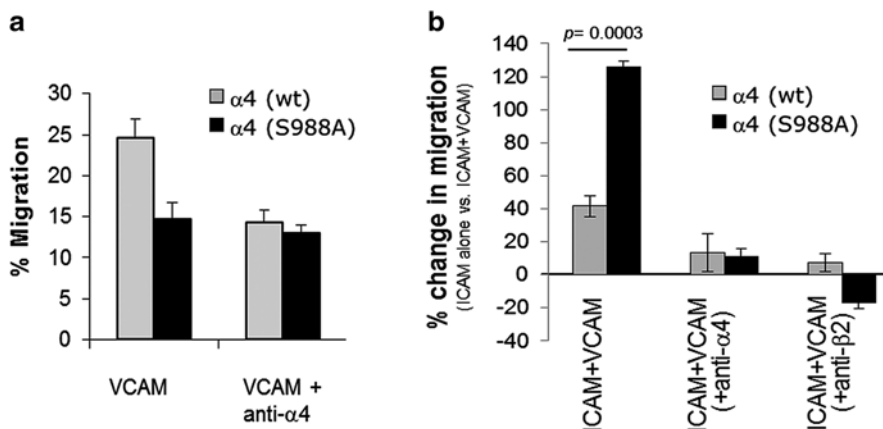 a
% Migration
30
25
20
15
10
5
0
α4 (wt)
α4 (S988A)
VCAM
VCAM +
anti-α4
b
% change in migration
(ICAM alone vs. ICAM+VCAM)
p= 0.0003
140
120
100
80
60
40
20
0
-20
-40
α4 (wt)
α4 (S988A)
ICAM+VCAM
ICAM+VCAM
(+anti-α4)
ICAM+VCAM
(+anti-β2)